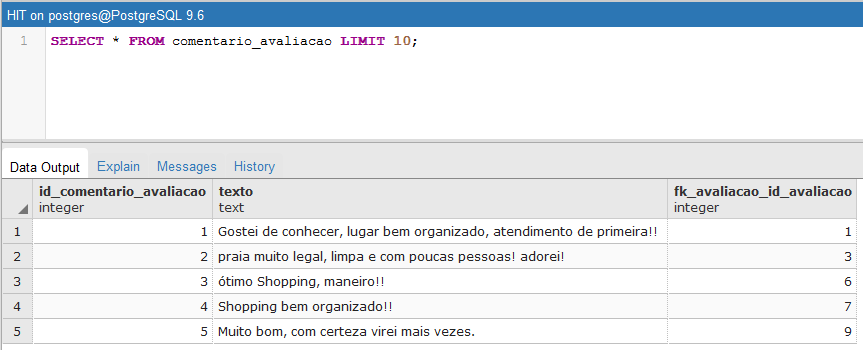 HIT on postgres@PostgreSQL 9.6
1 SELECT * FROM comentario_avaliacao LIMIT 10;
Data Output Explain Messages History
id_comentario_avaliacao texto fk_avaliacao_id_avaliacao
integer text integer
1 1 Gostei de conhecer, lugar bem organizado, atendimento de primeira!! 1
2 2 praia muito legal, limpa e com poucas pessoas! adorei! 3
3 3 ótimo Shopping, maneiro!! 6
4 4 Shopping bem organizado!! 7
5 5 Muito bom, com certeza virei mais vezes. 9